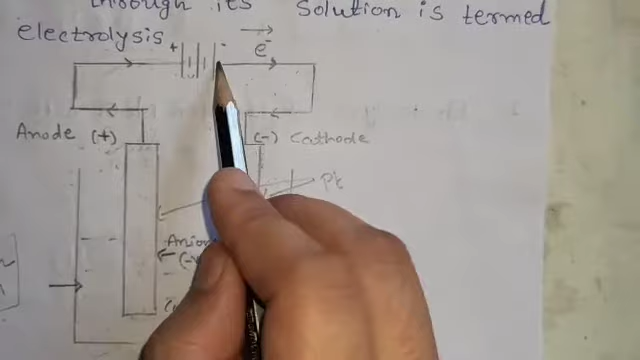 through its Solution is termed
electrolysis
+ - e⁻
Anode (+) (-) Cathode
Pt
Anion
(-v